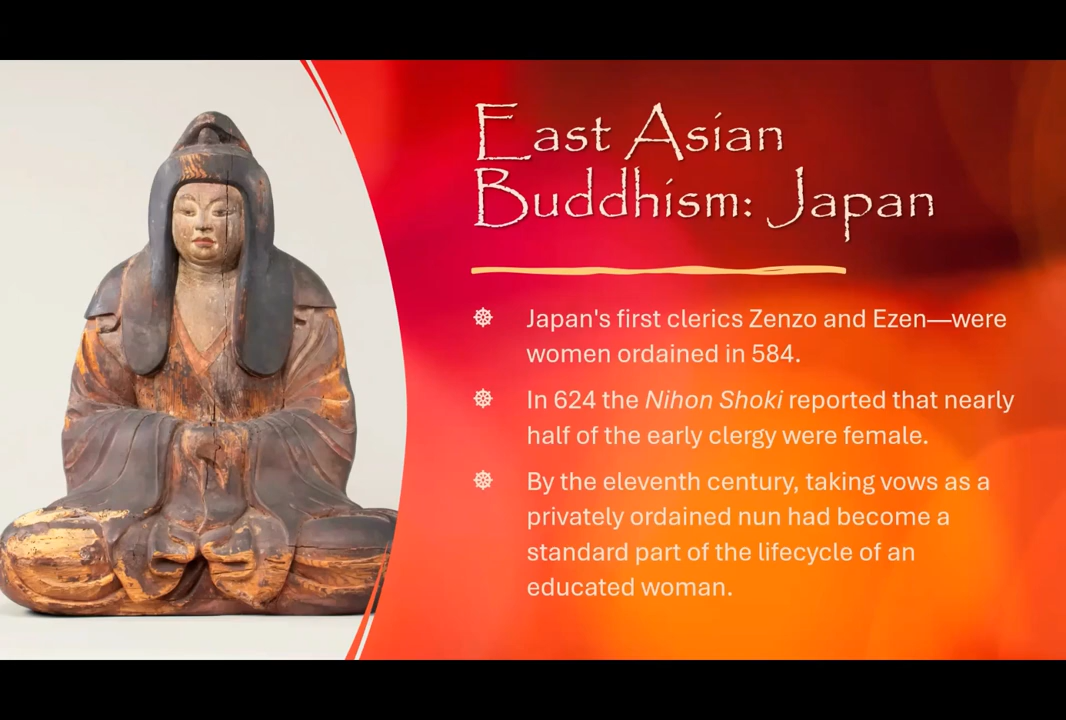 East Asian
Buddhism: Japan
Japan's first clerics Zenzo and Ezen—were
women ordained in 584.
In 624 the Nihon Shoki reported that nearly
half of the early clergy were female.
By the eleventh century, taking vows as a
privately ordained nun had become a
standard part of the lifecycle of an
educated woman.